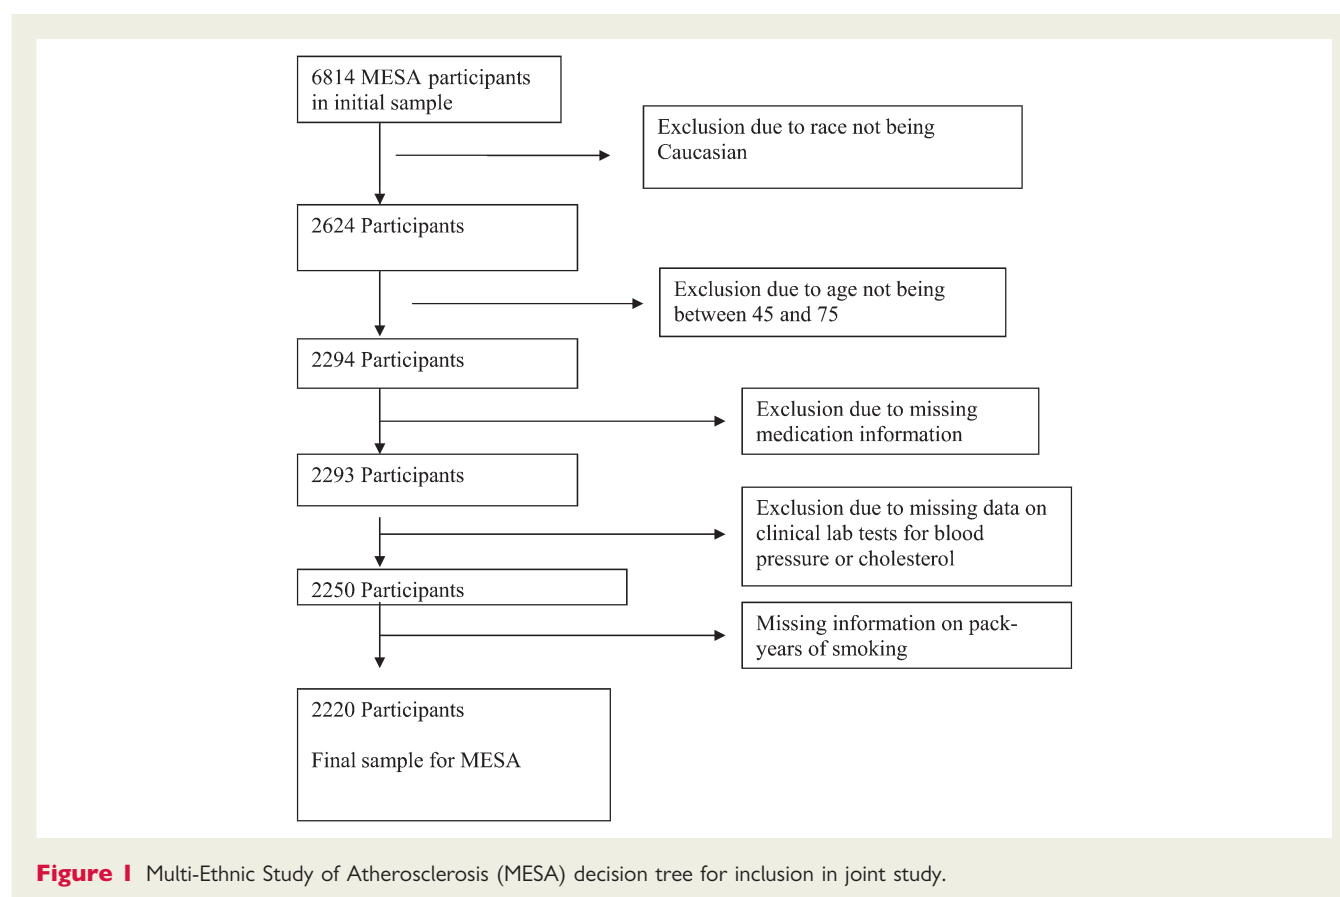 6814 MESA participants
in initial sample
Exclusion due to race not being
Caucasian
2624 Participants
Exclusion due to age not being
between 45 and 75
2294 Participants
Exclusion due to missing
medication information
2293 Participants
Exclusion due to missing data on
clinical lab tests for blood
pressure or cholesterol
2250 Participants
Missing information on pack-
years of smoking
2220 Participants
Final sample for MESA
Figure 1 Multi-Ethnic Study of Atherosclerosis (MESA) decision tree for inclusion in joint study.